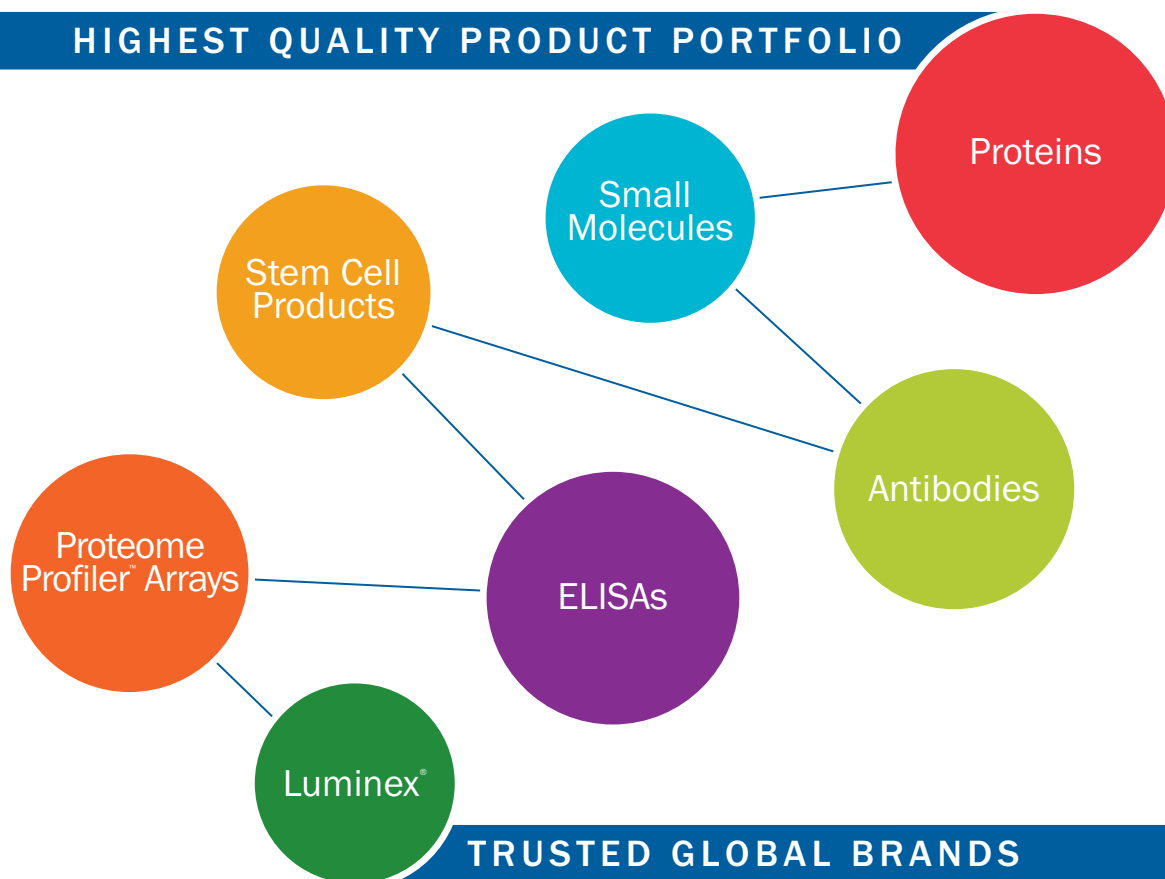 HIGHEST QUALITY PRODUCT PORTFOLIO
Proteins
Small
Molecules
Stem Cell
Products
Antibodies
Proteome
Profiler™ Arrays
ELISAs
Luminex®
TRUSTED GLOBAL BRANDS